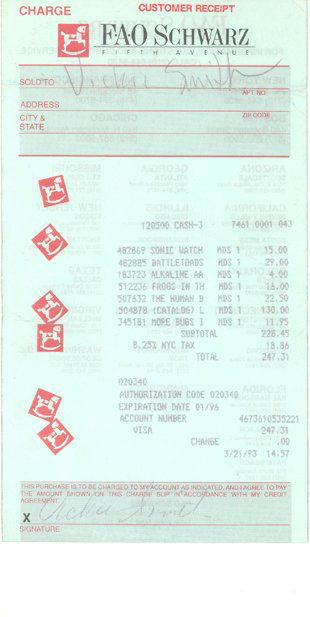 CHARGE
CUSTOMER RECEIPT
FAO SCHWARZ
FIFTH AVENUE
SOLD TO Vickie Smith
APT. NO.
ADDRESS
ZIP CODE
CITY &
STATE
120500 CASH-3 7461 0001 043
482869 SONIC WATCH MDS 1 15.00
482885 BATTLETOADS MDS 1 29.00
183723 ALKALINE AA MDS 1 4.00
512236 FROGS IN TH MDS 1 16.00
507632 THE HUMAN B MDS 1 22.50
504878 (CATALOG) L MDS 1 130.00
345181 MORE BUGS I MDS 1 11.95
SUBTOTAL 228.45
8.25% NYC TAX 18.86
TOTAL 247.31
020340
AUTHORIZATION CODE 020340
EXPIRATION DATE 01/96
ACCOUNT NUMBER 4673610535221
VISA 247.31
CHANGE .00
3/21/93 14:57
THIS PURCHASE IS TO BE CHARGED TO MY ACCOUNT AS INDICATED, AND I AGREE TO PAY
THE AMOUNT SHOWN ON THIS CHARGE SLIP IN ACCORDANCE WITH MY CREDIT
AGREEMENT.
X Vickie Smith
SIGNATURE